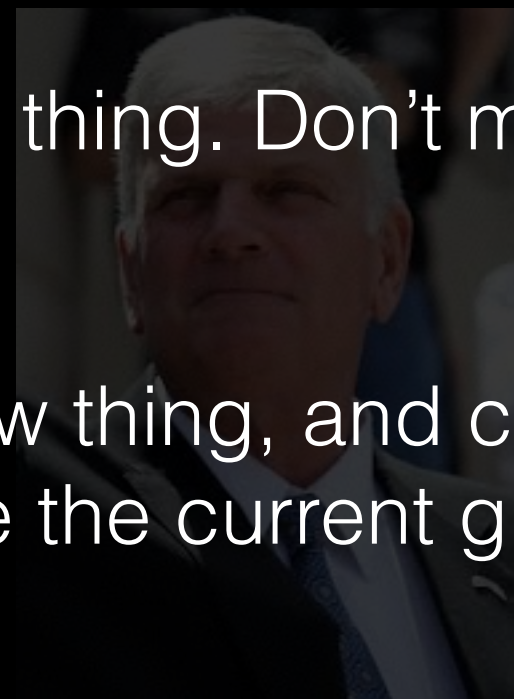 thing. Don’t m
w thing, and c
e the current g